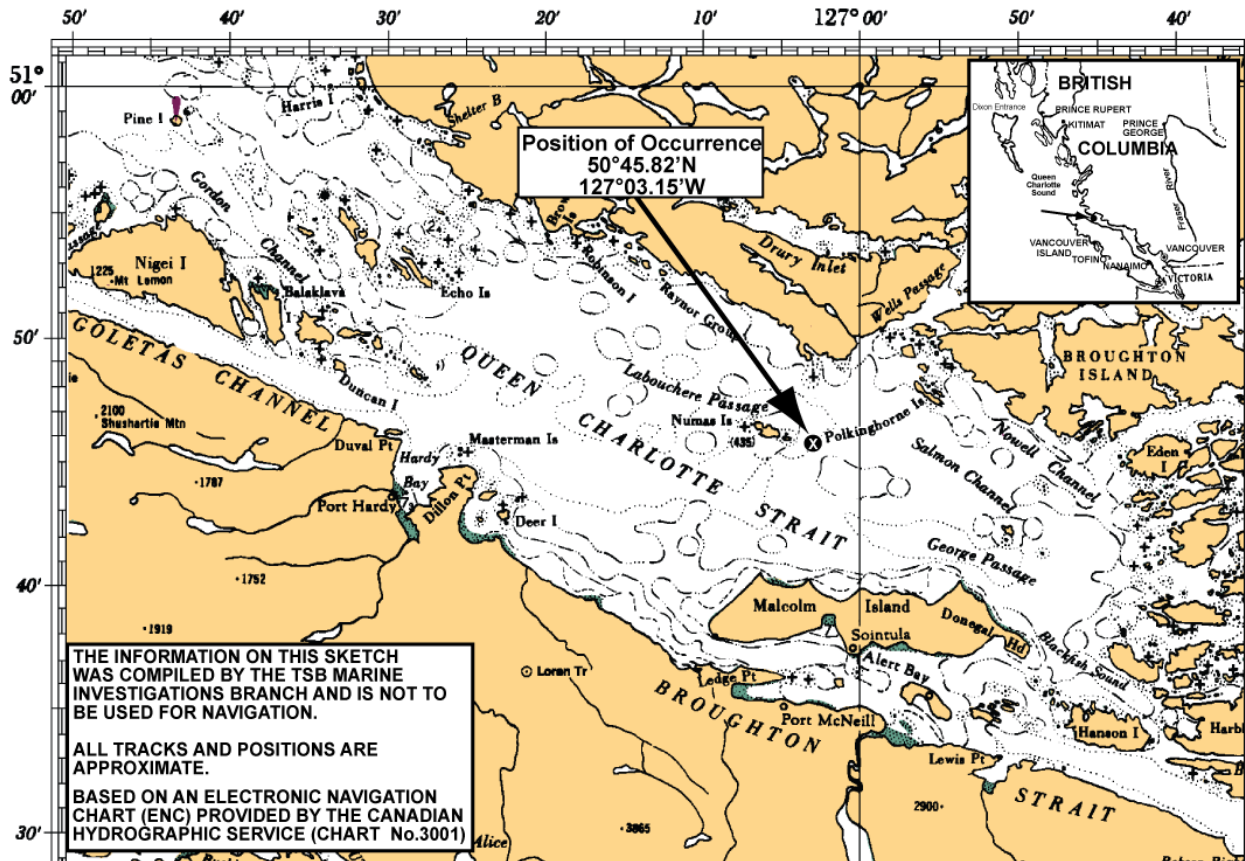 50' 40' 30' 20' 10' 127° 00' 50' 40'
51°
00'
Pine I
Harris I
Shelter B
BRITISH
Dixon Entrance
PRINCE RUPERT
KITIMAT
PRINCE
GEORGE
COLUMBIA
Queen
Charlotte
Sound
Fraser River
VANCOUVER
ISLAND
TOFINO
NANAIMO
VANCOUVER
VICTORIA
Position of Occurrence
50°45.82'N
127°03.15'W
Gordon
Channel
Is
Robinson I
Raynor Group
Drury Inlet
Wells Passage
Nigei I
1225
Mt Lemon
Balaklava
I
Echo Is
50'
GOLETAS CHANNEL
Duncan I
QUEEN
CHARLOTTE
STRAIT
BROUGHTON
ISLAND
Labouchere Passage
Numas Is
(435)
Polkinghorne Is
2100
Shushartie Mtn
Duval Pt
Masterman Is
Hardy
Bay
Dillon Pt
Nowell Channel
Salmon Channel
Eden
I
1787
Port Hardy
Deer I
George Passage
40'
1752
Malcolm Island
Donegal Hd
1919
Sointula
Blackfish Sound
Alert Bay
Loran Tr
Ledge Pt
BROUGHTON
Port McNeill
Hanson I
Harb
Lewis Pt
STRAIT
2900
THE INFORMATION ON THIS SKETCH
WAS COMPILED BY THE TSB MARINE
INVESTIGATIONS BRANCH AND IS NOT TO
BE USED FOR NAVIGATION.
ALL TRACKS AND POSITIONS ARE
APPROXIMATE.
BASED ON AN ELECTRONIC NAVIGATION
CHART (ENC) PROVIDED BY THE CANADIAN
HYDROGRAPHIC SERVICE (CHART No.3001)
30'
3865
Alice